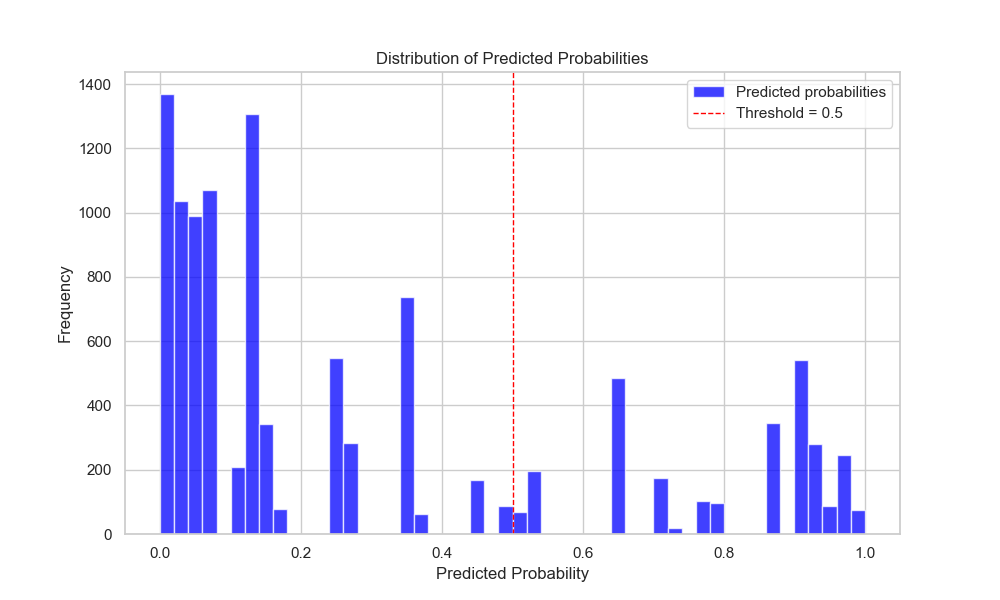 Distribution of Predicted Probabilities
Predicted probabilities
Threshold = 0.5
1400
1200
1000
800
600
400
200
0
Frequency
0.0 0.2 0.4 0.6 0.8 1.0
Predicted Probability